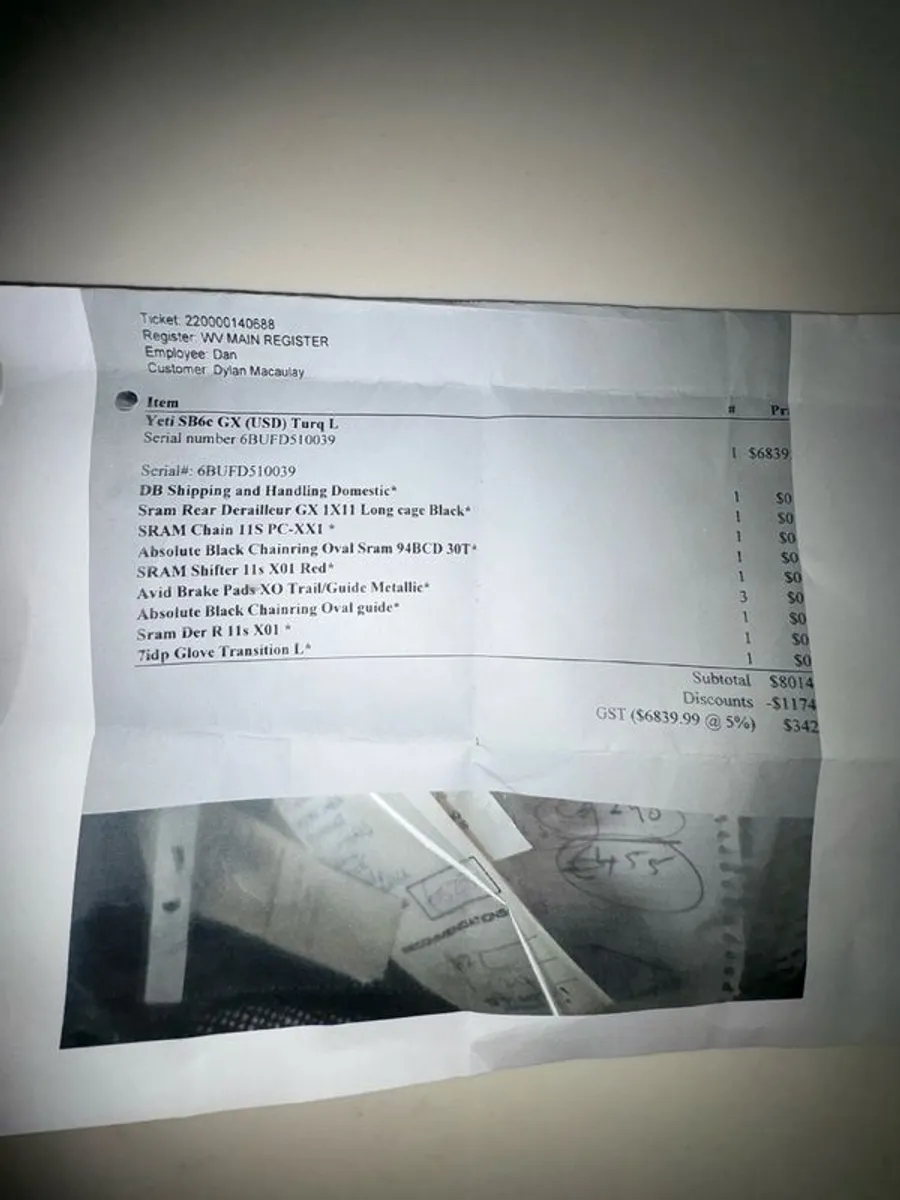 Ticket: 220000140688
Register: WV MAIN REGISTER
Employee: Dan
Customer: Dylan Macaulay
Item # Pri
Yeti SB6c GX (USD) Turq L
Serial number 6BUFD510039
1 $6839
Serial#: 6BUFD510039
DB Shipping and Handling Domestic* 1 $0
Sram Rear Derailleur GX 1X11 Long cage Black* 1 $0
SRAM Chain 11S PC-XX1 * 1 $0
Absolute Black Chainring Oval Sram 94BCD 30T* 1 $0
SRAM Shifter 11s X01 Red* 1 $0
Avid Brake Pads XO Trail/Guide Metallic* 3 $0
Absolute Black Chainring Oval guide* 1 $0
Sram Der R 11s X01 * 1 $0
7idp Glove Transition L* 1 $0
Subtotal $8014
Discounts -$1174
GST ($6839.99 @ 5%) $342
€455